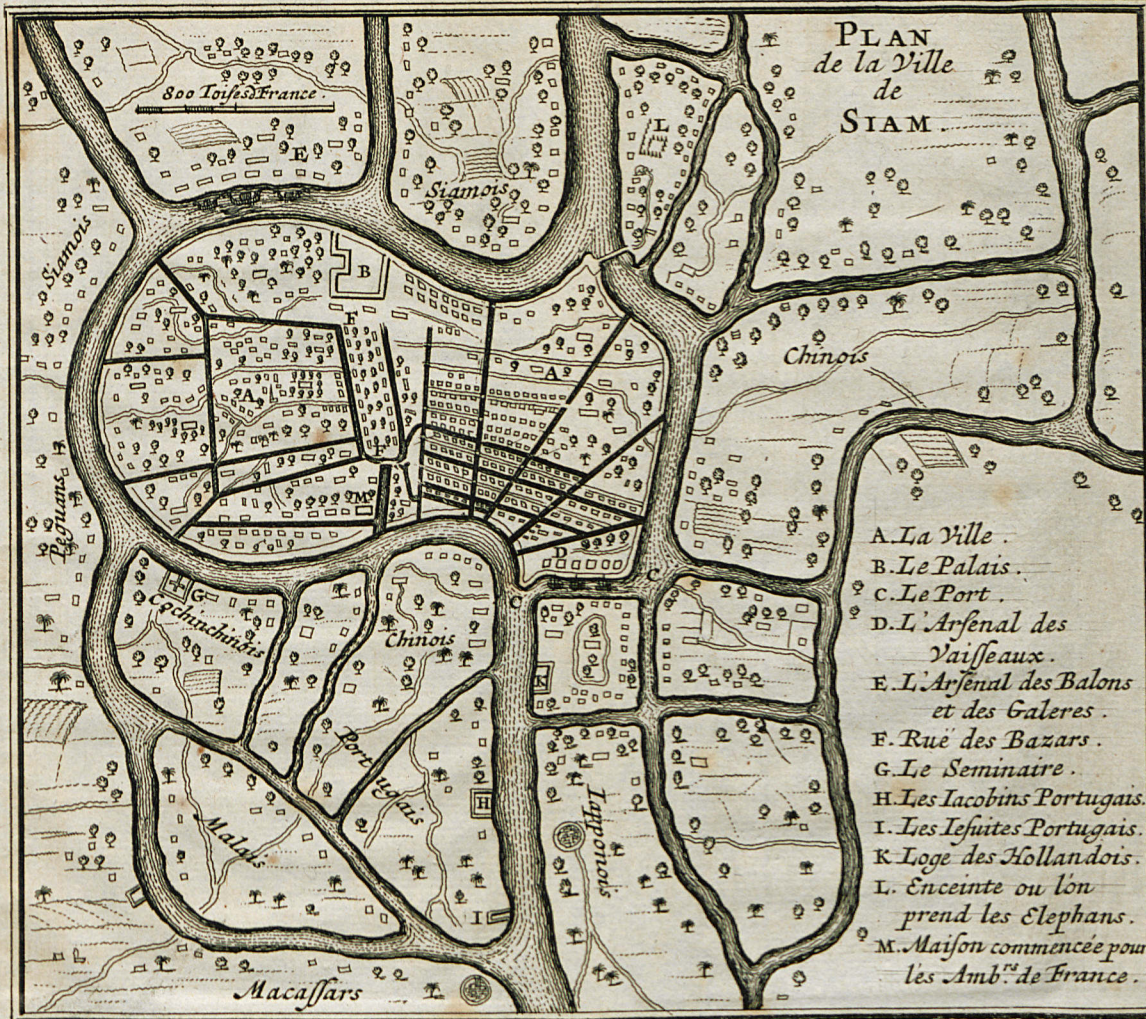 PLAN
de la Ville
de
SIAM.
800 Toises de France.
E
L
Siamois
Siamois
B
F
Chinois
A
A
F
M
Peguans
D
C
G
C
Cochinchinois
Chinois
K
Portugais
H
Iapponois
Malais
I
Macaſſars
A. La Ville.
B. Le Palais.
C. Le Port.
D. L'Arſenal des
Vaiſſeaux.
E. L'Arſenal des Balons
et des Galeres.
F. Ruë des Bazars.
G. Le Seminaire.
H. Les Iacobins Portugais.
I. Les Ieſuites Portugais.
K Loge des Hollandois.
L. Enceinte ou l'on
prend les Elephans.
M. Maiſon commencée pour
les Amb.rs de France.